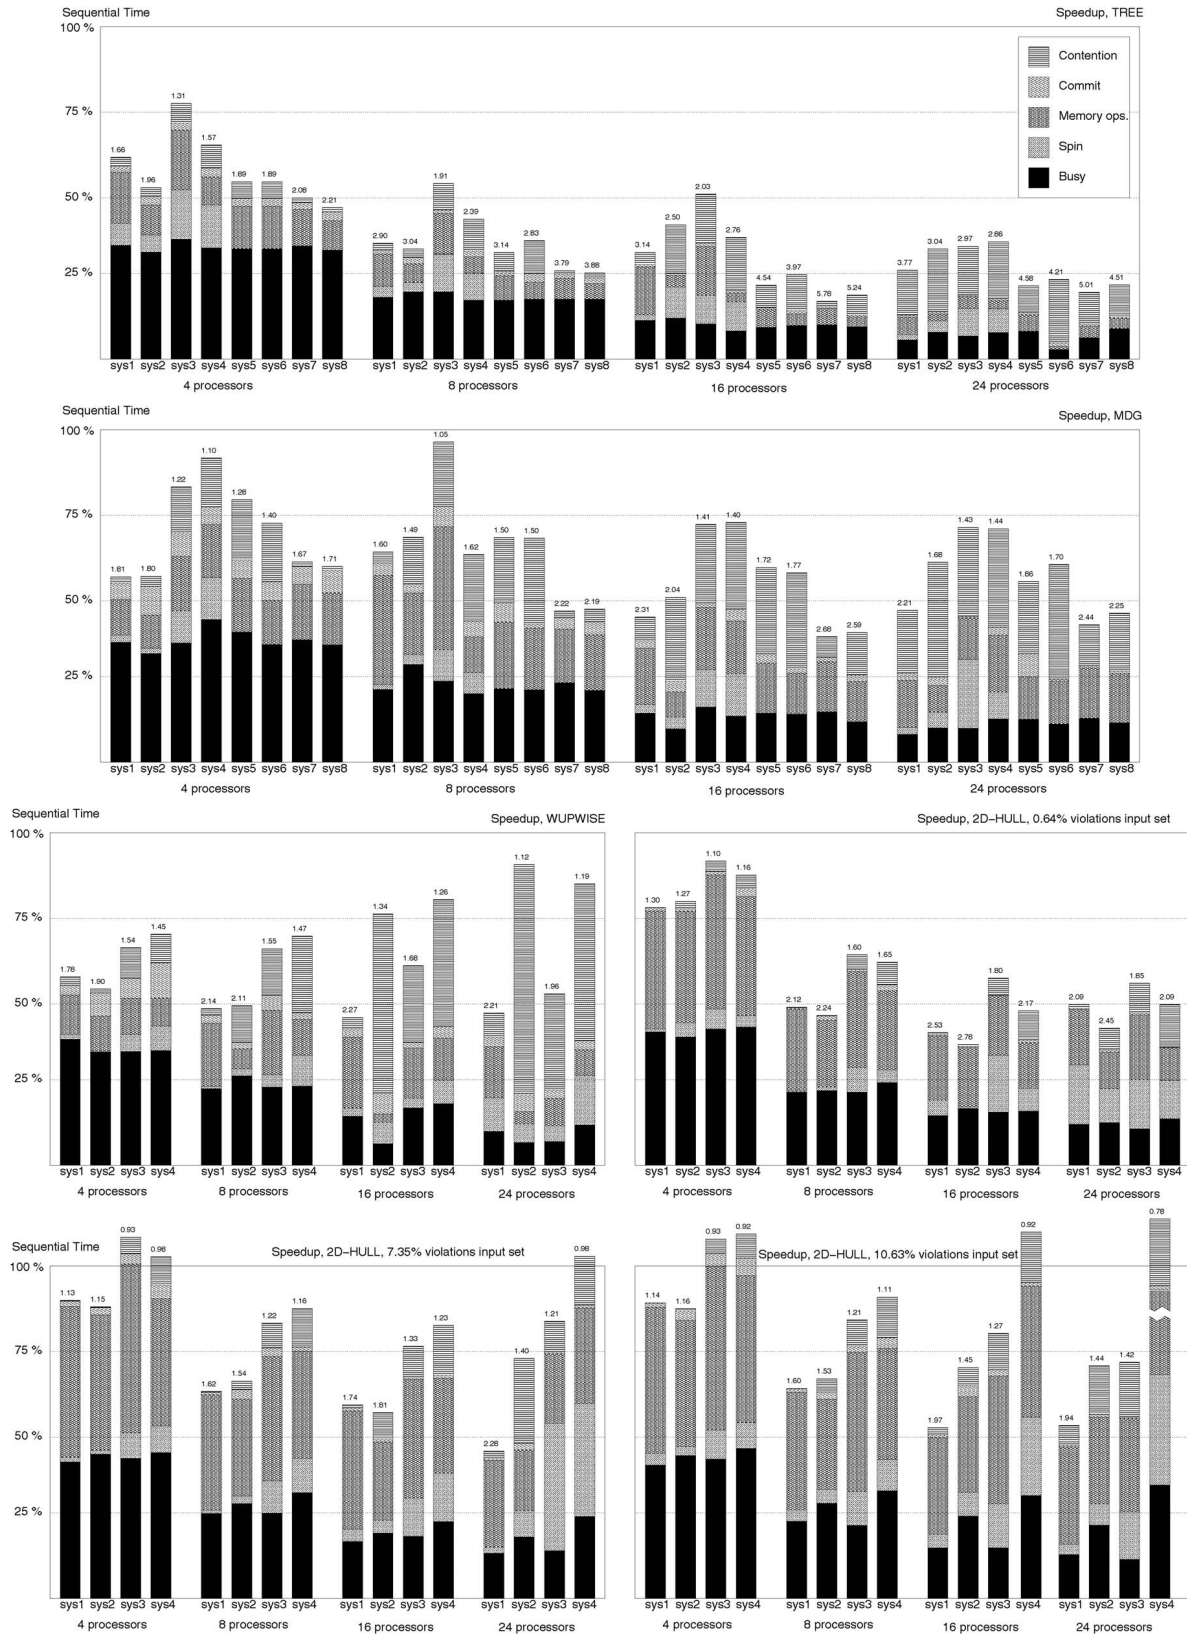 Sequential Time
Speedup, TREE
100 %
75 %
50 %
25 %
Contention
Commit
Memory ops.
Spin
Busy
1.66 1.96 1.31 1.57 1.89 1.89 2.08 2.21
2.90 3.04 1.91 2.39 3.14 2.83 3.79 3.88
3.14 2.50 2.03 2.76 4.54 3.97 5.78 5.24
3.77 3.04 2.97 2.86 4.58 4.21 5.01 4.51
sys1 sys2 sys3 sys4 sys5 sys6 sys7 sys8 sys1 sys2 sys3 sys4 sys5 sys6 sys7 sys8 sys1 sys2 sys3 sys4 sys5 sys6 sys7 sys8 sys1 sys2 sys3 sys4 sys5 sys6 sys7 sys8
4 processors 8 processors 16 processors 24 processors
Sequential Time
Speedup, MDG
100 %
75 %
50 %
25 %
1.81 1.80 1.22 1.10 1.28 1.40 1.67 1.71
1.60 1.49 1.05 1.62 1.50 1.50 2.22 2.19
2.31 2.04 1.41 1.40 1.72 1.77 2.68 2.59
2.21 1.68 1.43 1.44 1.86 1.70 2.44 2.25
sys1 sys2 sys3 sys4 sys5 sys6 sys7 sys8 sys1 sys2 sys3 sys4 sys5 sys6 sys7 sys8 sys1 sys2 sys3 sys4 sys5 sys6 sys7 sys8 sys1 sys2 sys3 sys4 sys5 sys6 sys7 sys8
4 processors 8 processors 16 processors 24 processors
Sequential Time
Speedup, WUPWISE
100 %
75 %
50 %
25 %
1.78 1.90 1.54 1.45
2.14 2.11 1.55 1.47
2.27 1.34 1.68 1.26
2.21 1.12 1.96 1.19
sys1 sys2 sys3 sys4 sys1 sys2 sys3 sys4 sys1 sys2 sys3 sys4 sys1 sys2 sys3 sys4
4 processors 8 processors 16 processors 24 processors
Speedup, 2D-HULL, 0.64% violations input set
1.30 1.27 1.10 1.16
2.12 2.24 1.60 1.65
2.53 2.78 1.80 2.17
2.09 2.45 1.85 2.09
sys1 sys2 sys3 sys4 sys1 sys2 sys3 sys4 sys1 sys2 sys3 sys4 sys1 sys2 sys3 sys4
4 processors 8 processors 16 processors 24 processors
Sequential Time
Speedup, 2D-HULL, 7.35% violations input set
100 %
75 %
50 %
25 %
1.13 1.15 0.93 0.98
1.62 1.54 1.22 1.16
1.74 1.81 1.33 1.23
2.28 1.40 1.21 0.98
sys1 sys2 sys3 sys4 sys1 sys2 sys3 sys4 sys1 sys2 sys3 sys4 sys1 sys2 sys3 sys4
4 processors 8 processors 16 processors 24 processors
Speedup, 2D-HULL, 10.63% violations input set
1.14 1.16 0.93 0.92
1.60 1.53 1.21 1.11
1.97 1.45 1.27 0.92
1.94 1.44 1.42 0.78
sys1 sys2 sys3 sys4 sys1 sys2 sys3 sys4 sys1 sys2 sys3 sys4 sys1 sys2 sys3 sys4
4 processors 8 processors 16 processors 24 processors